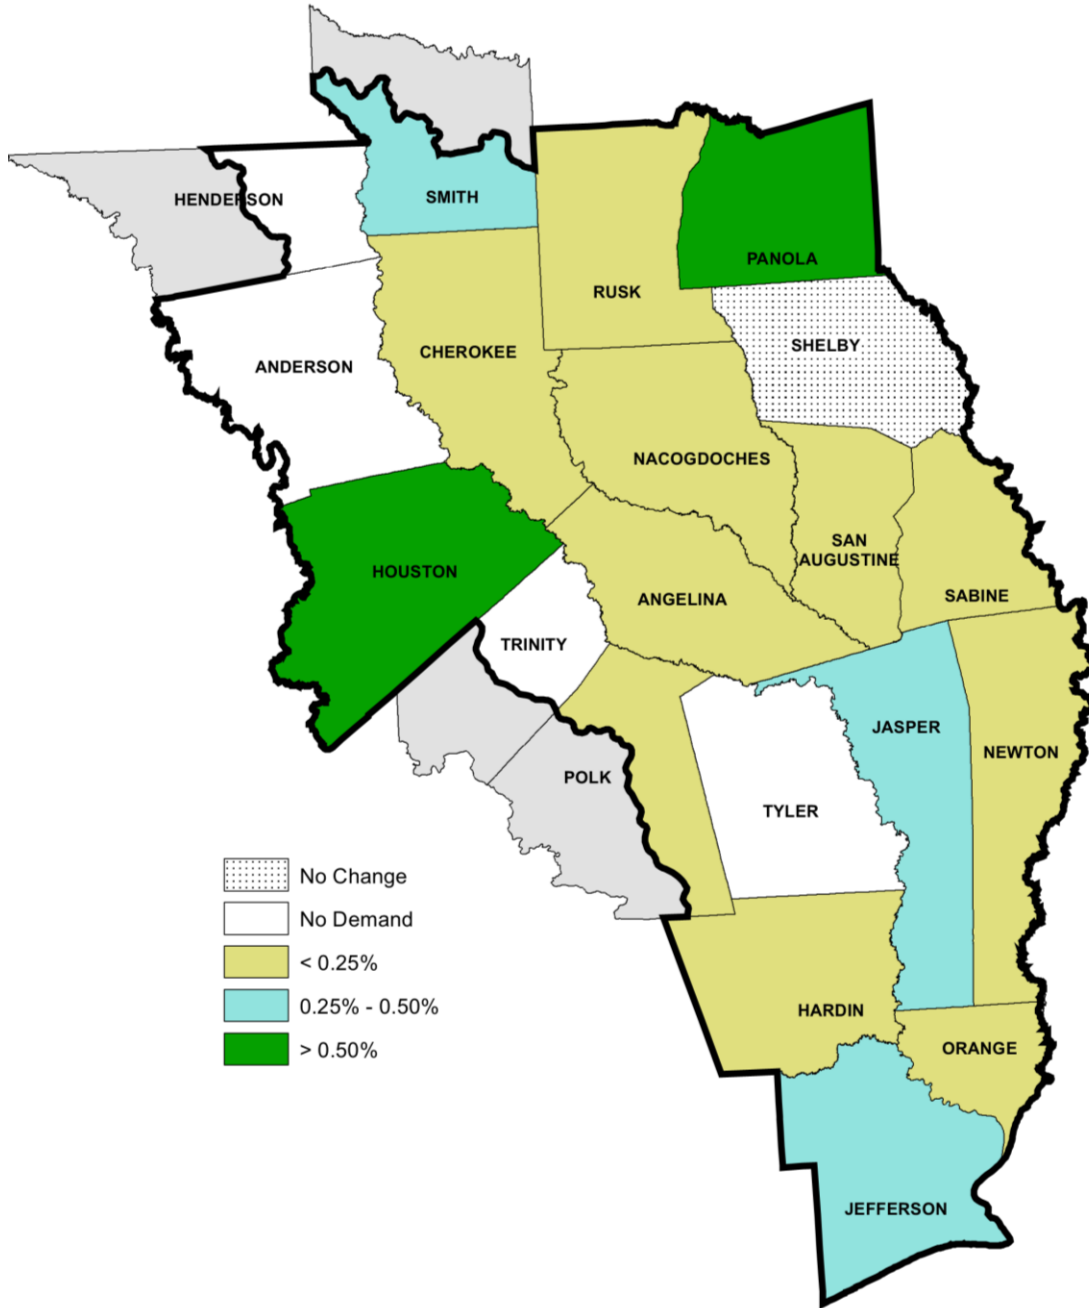 HENDERSON
SMITH
PANOLA
RUSK
SHELBY
CHEROKEE
ANDERSON
NACOGDOCHES
SAN
AUGUSTINE
HOUSTON
SABINE
ANGELINA
TRINITY
JASPER
NEWTON
POLK
TYLER
No Change
No Demand
< 0.25%
0.25% - 0.50%
> 0.50%
HARDIN
ORANGE
JEFFERSON